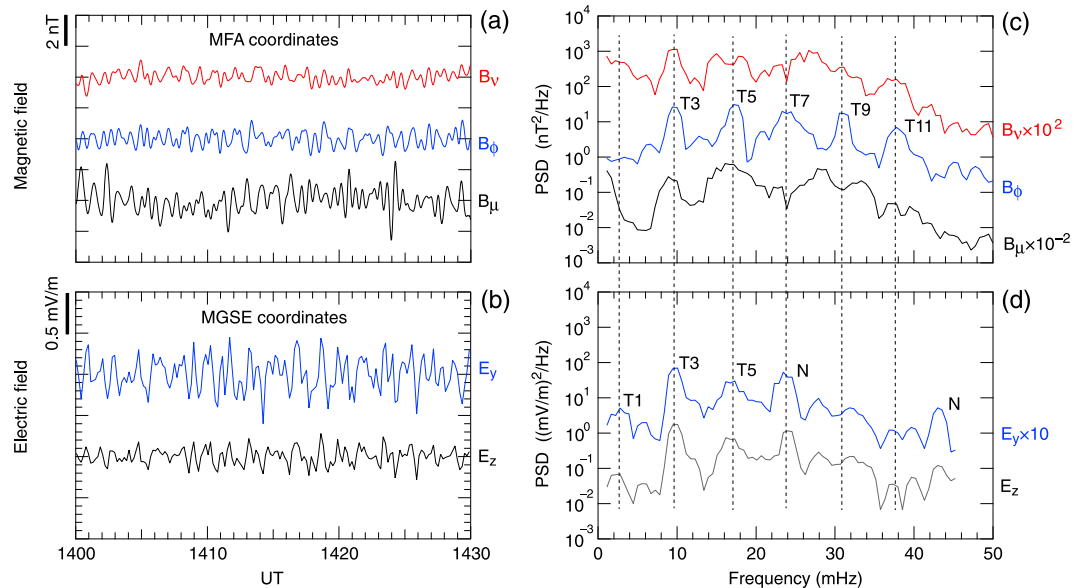 (a)
2 nT
MFA coordinates
Magnetic field
Bν
Bϕ
Bμ
(b)
0.5 mV/m
MGSE coordinates
Electric field
Ey
Ez
1400
1410
1420
1430
UT
(c)
10⁴
10³
10²
10¹
10⁰
10⁻¹
10⁻²
10⁻³
PSD (nT²/Hz)
T3
T5
T7
T9
T11
Bν×10²
Bϕ
Bμ×10⁻²
(d)
10⁴
10³
10²
10¹
10⁰
10⁻¹
10⁻²
10⁻³
PSD ((mV/m)²/Hz)
T1
T3
T5
N
N
Ey×10
Ez
0
10
20
30
40
50
Frequency (mHz)